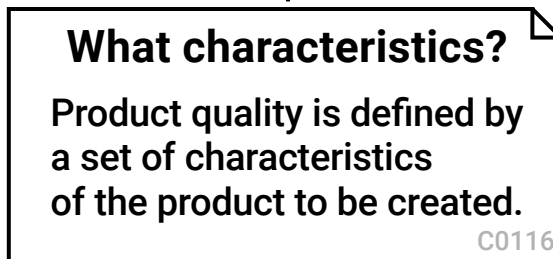 What characteristics?
Product quality is defined by
a set of characteristics
of the product to be created.
C0116